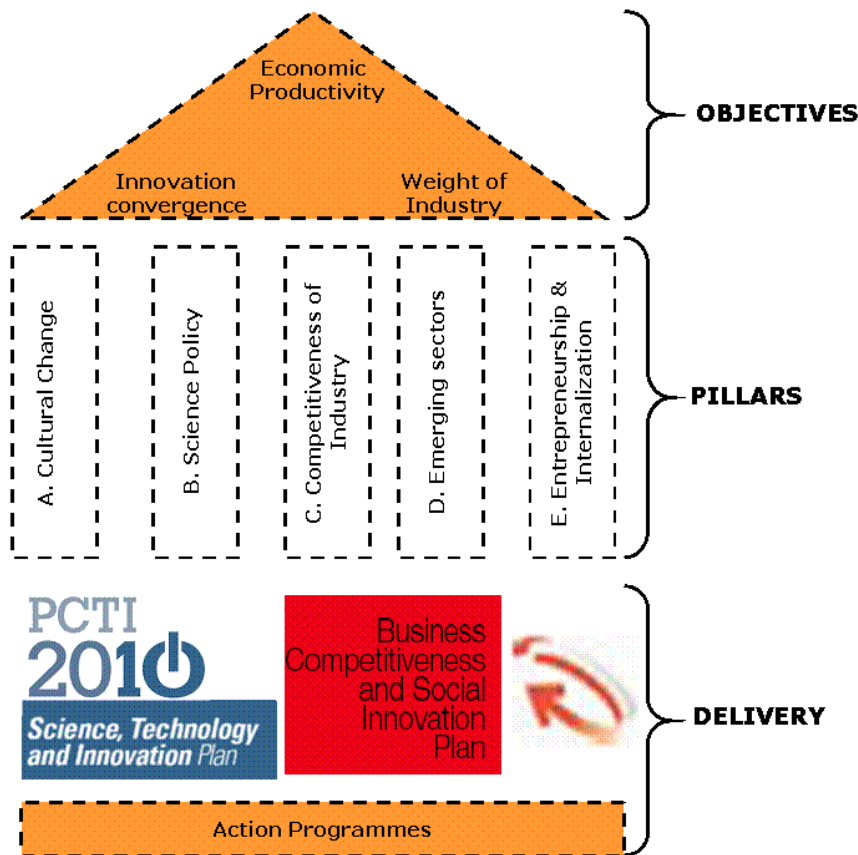 Economic
Productivity
Innovation
convergence
Weight of
Industry
OBJECTIVES
A. Cultural Change
B. Science Policy
C. Competitiveness of
Industry
D. Emerging sectors
E. Entrepreneurship &
Internalization
PILLARS
PCTI
2010
Science, Technology
and Innovation Plan
Business
Competitiveness
and Social
Innovation
Plan
DELIVERY
Action Programmes